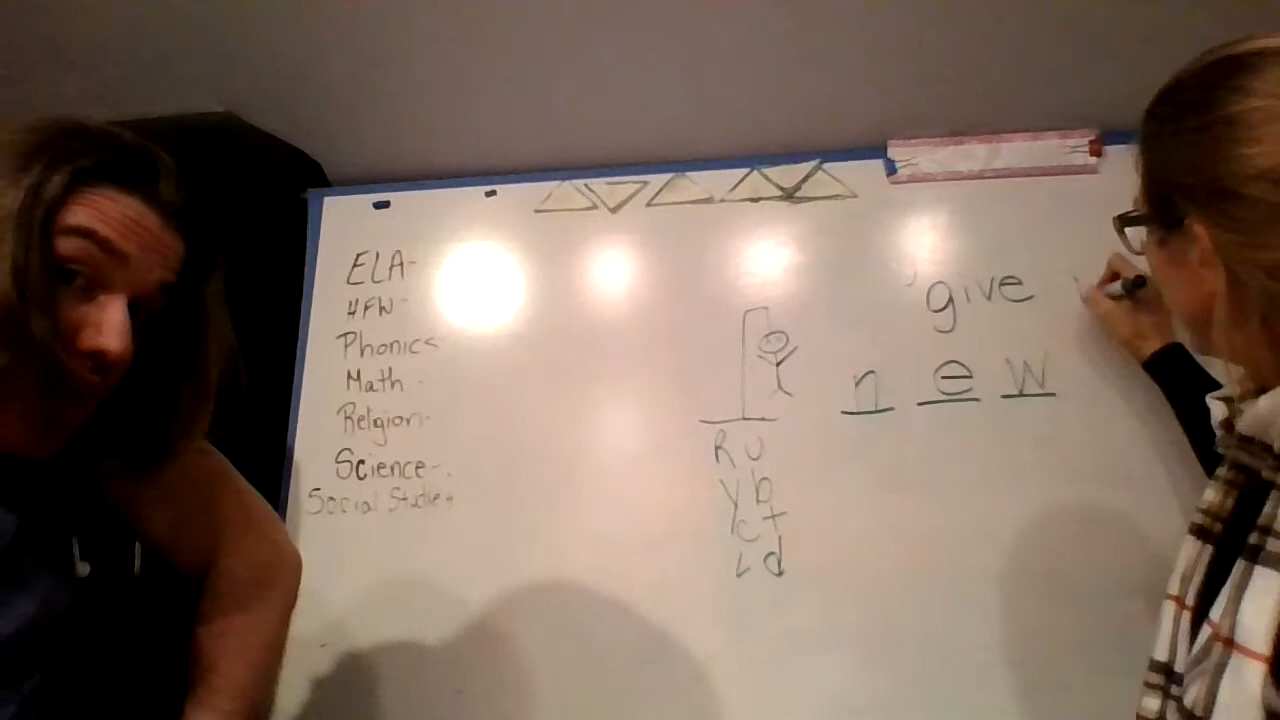 ELA-
HFW-
Phonics
Math -
Religion-
Science-.
Social Studies
give
n e w
R U
y b
c t
i d